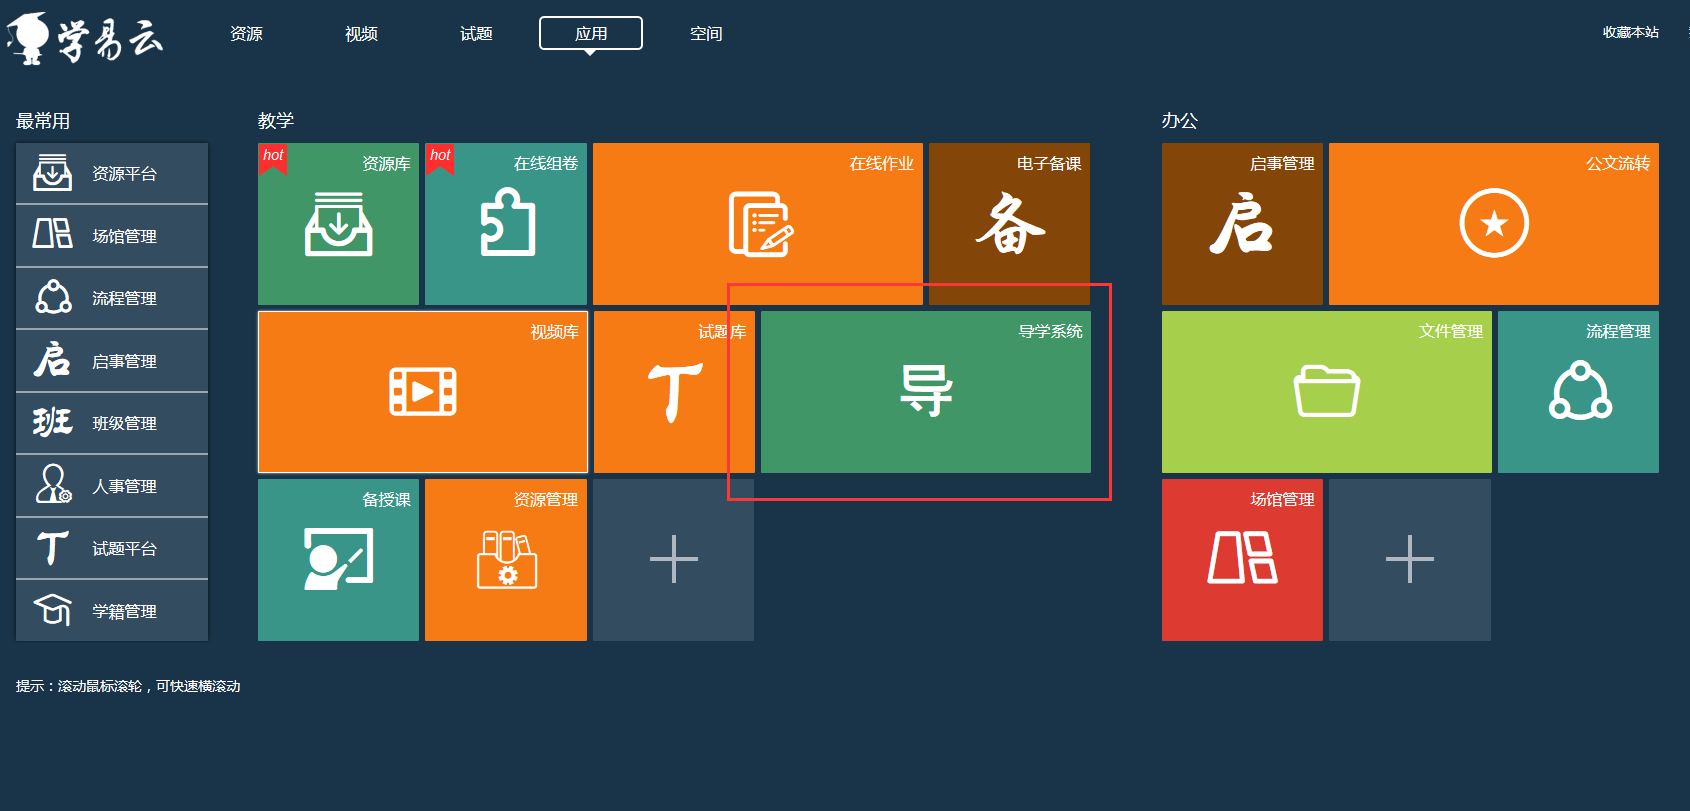 学易云
资源
视频
试题
应用
空间
收藏本站
最常用
资源平台
场馆管理
流程管理
启
启事管理
班
班级管理
人事管理
T
试题平台
学籍管理
教学
hot
资源库
hot
在线组卷
在线作业
电子备课
备
视频库
试题库
T
导学系统
导
备授课
资源管理
办公
启事管理
启
公文流转
文件管理
流程管理
场馆管理
提示：滚动鼠标滚轮，可快速横滚动